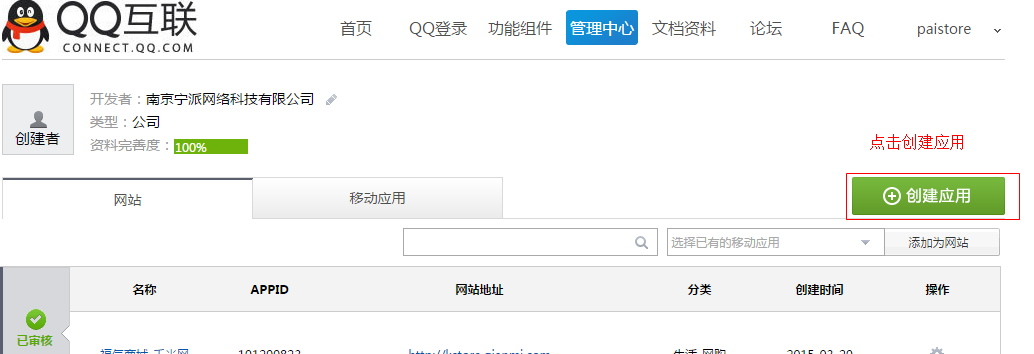 QQ互联
CONNECT.QQ.COM
首页 QQ登录 功能组件 管理中心 文档资料 论坛 FAQ paistore
创建者
开发者：南京宁派网络科技有限公司
类型：公司
资料完善度：100%
点击创建应用
网站 移动应用 创建应用
选择已有的移动应用 添加为网站
名称 APPID 网站地址 分类 创建时间 操作
已审核